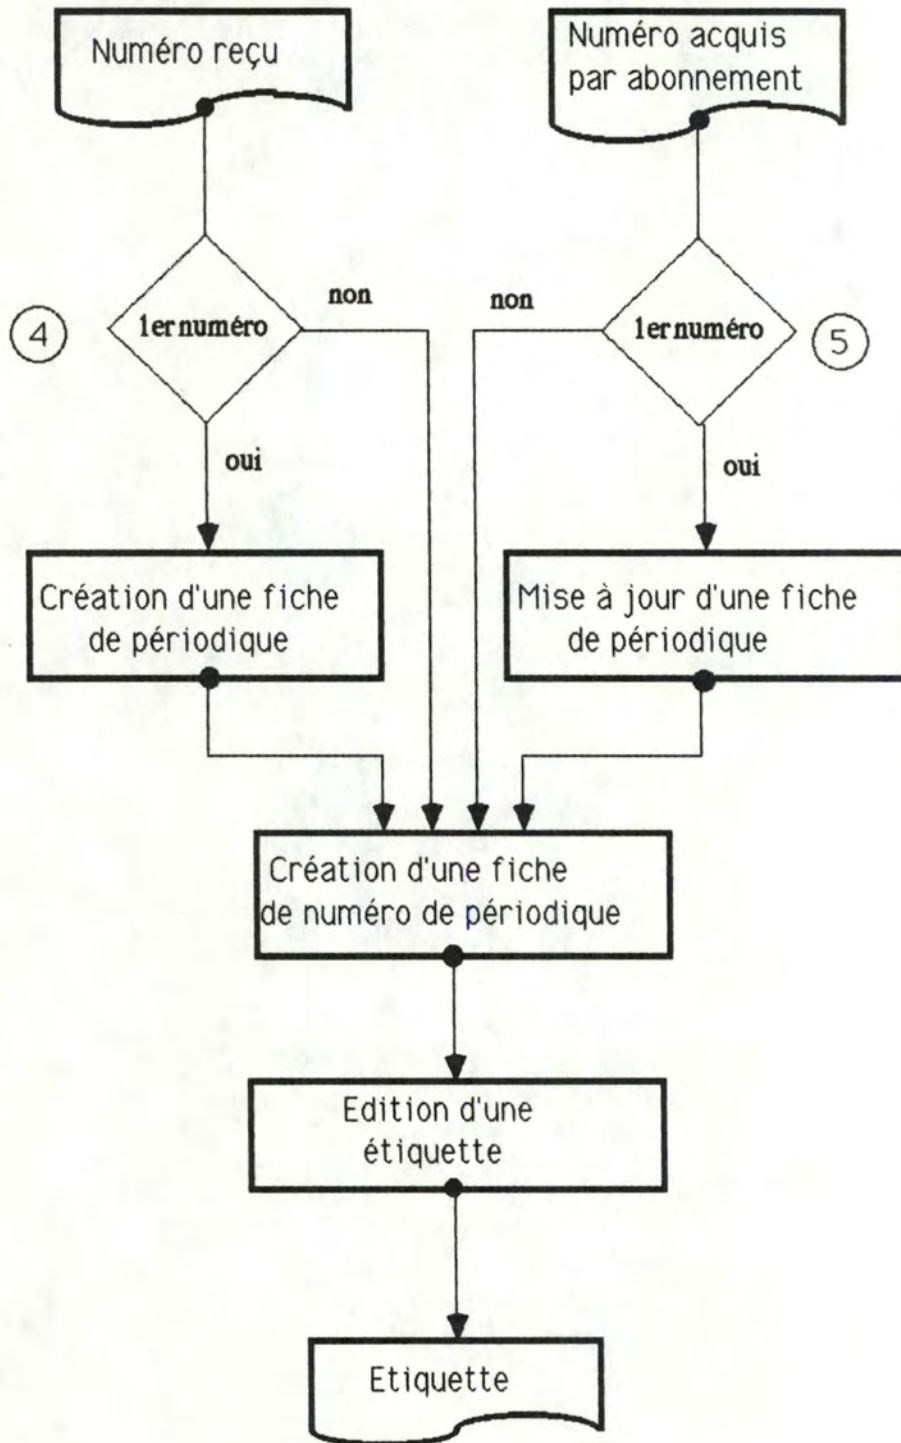 Numéro reçu
Numéro acquis
par abonnement
non
non
4
1er numéro
1er numéro
5
oui
oui
Création d'une fiche
de périodique
Mise à jour d'une fiche
de périodique
Création d'une fiche
de numéro de périodique
Edition d'une
étiquette
Etiquette